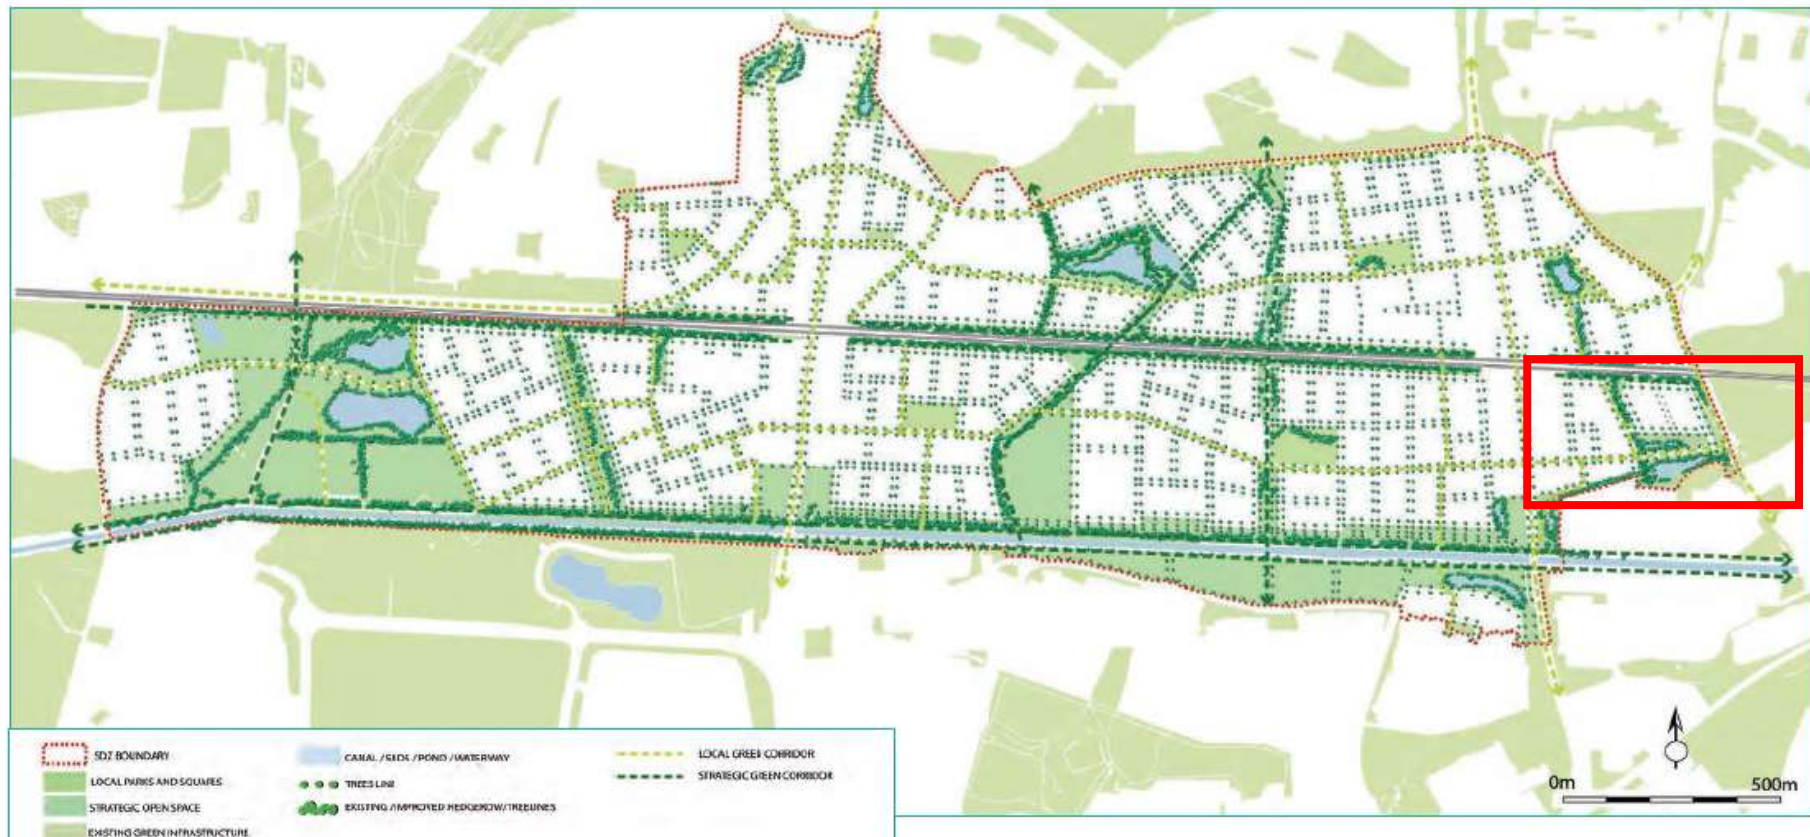 0m 500m
SDZ BOUNDARY
LOCAL PARKS AND SQUARES
STRATEGIC OPEN SPACE
EXISTING GREEN INFRASTRUCTURE
CANAL / SUDS / POND / WATERWAY
TREES LINE
EXISTING / IMPROVED HEDGEROW/TREELINES
LOCAL GREEN CORRIDOR
STRATEGIC GREEN CORRIDOR